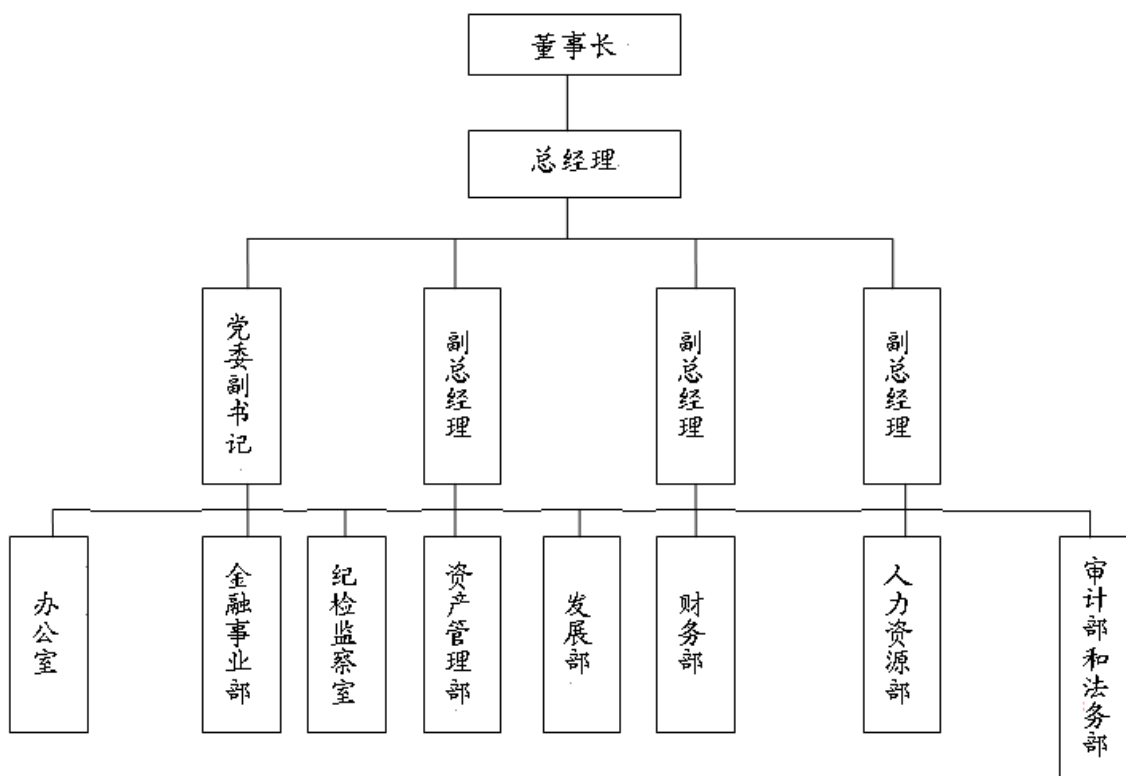 董事长
总经理
党委副书记
副总经理
副总经理
副总经理
办公室
金融事业部
纪检监察室
资产管理部
发展部
财务部
人力资源部
审计部和法务部